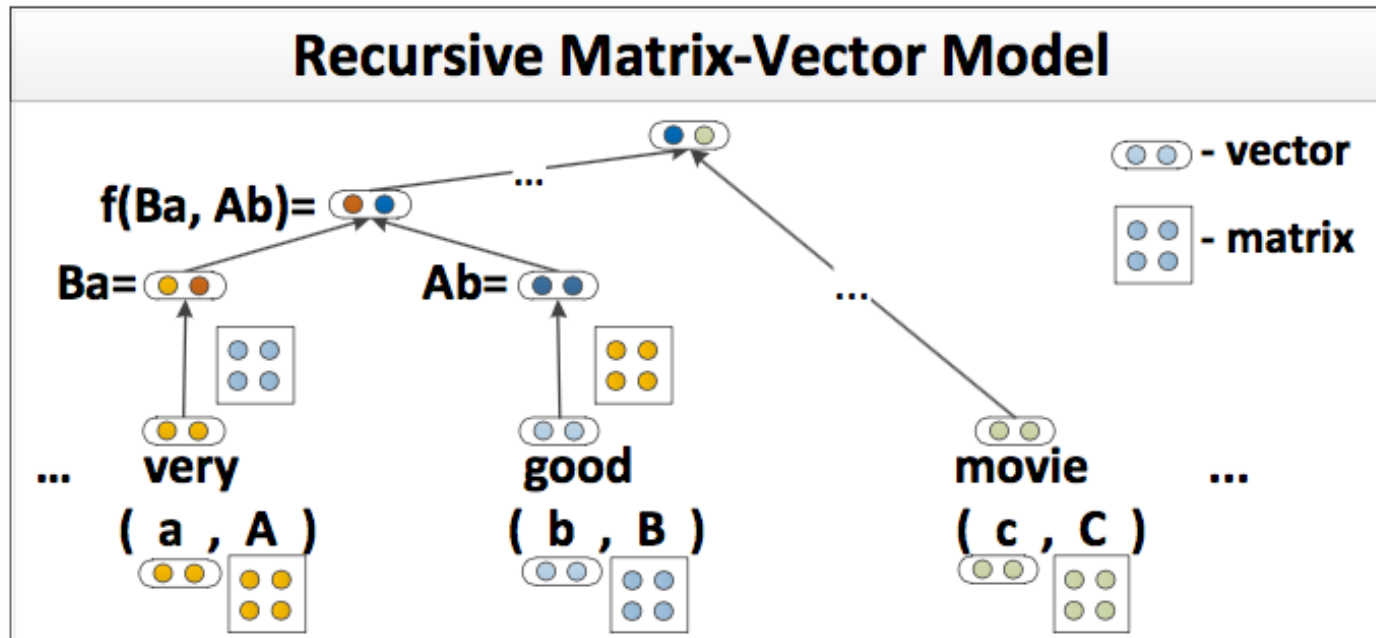 Recursive Matrix-Vector Model
- vector
...
f(Ba, Ab)=
- matrix
Ba=
Ab=
...
... very good movie ...
( a , A ) ( b , B ) ( c , C )